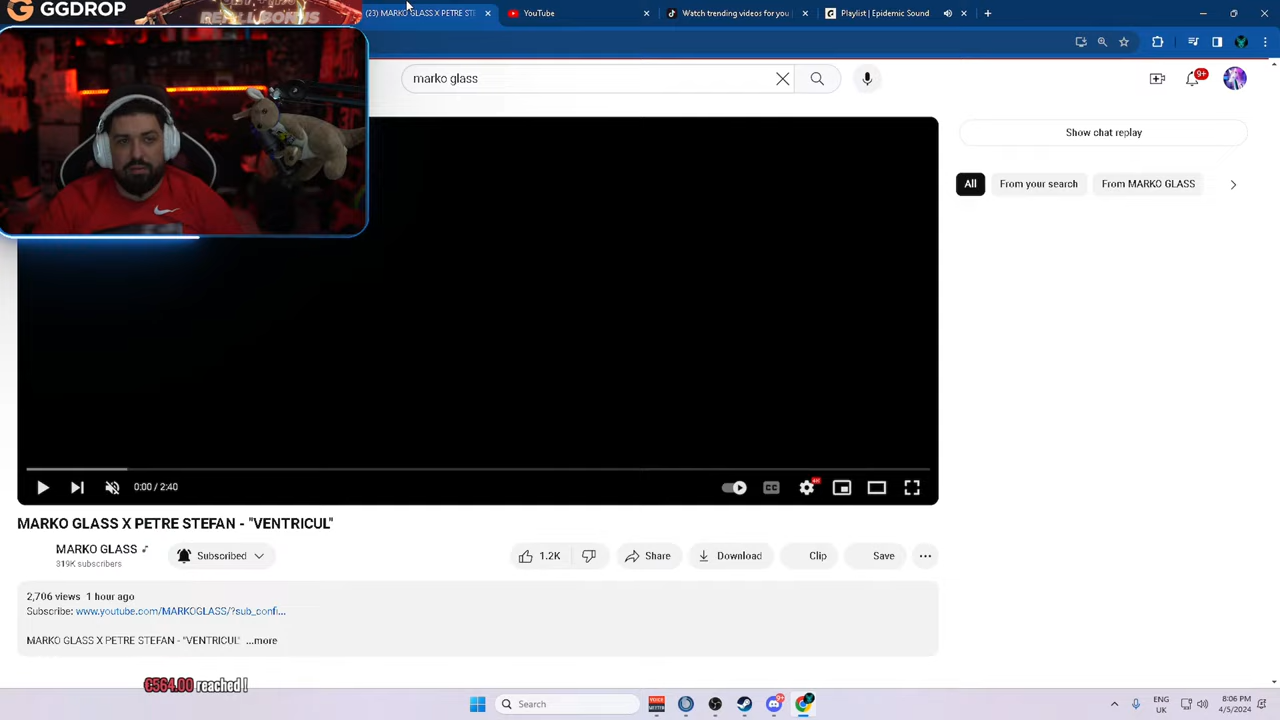 GGDROP
(23) MARKO GLASS X PETRE STE
YouTube
Watch trending videos for you
Playlist | Epidemic Sound
marko glass
9+
Show chat replay
All
From your search
From MARKO GLASS
0:00 / 2:40
MARKO GLASS X PETRE STEFAN - "VENTRICUL"
MARKO GLASS
319K subscribers
Subscribed
1.2K
Share
Download
Clip
Save
2,706 views 1 hour ago
Subscribe: www.youtube.com/MARKOGLASS/?sub_confi...
MARKO GLASS X PETRE STEFAN - "VENTRICUL"
...more
€564.00 reached !
Search
ENG
UK
8:06 PM
4/5/2024